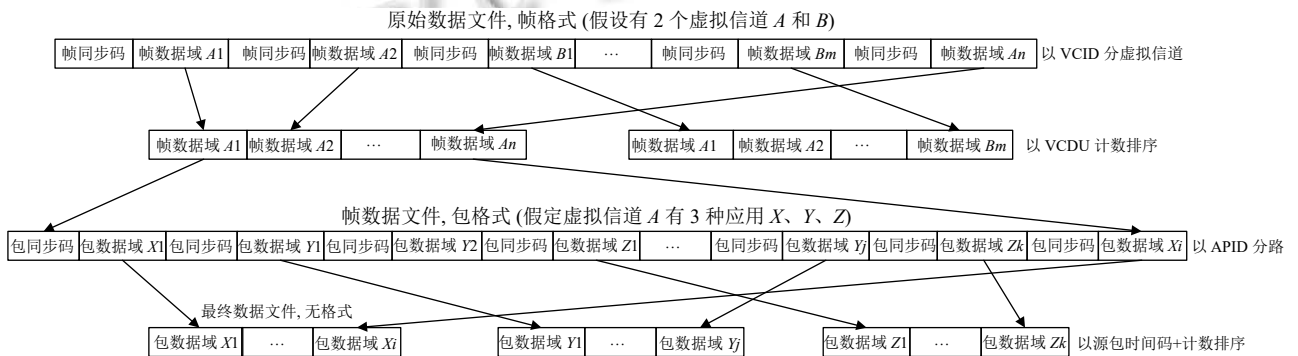 原始数据文件, 帧格式 (假设有 2 个虚拟信道 A 和 B)
帧同步码 帧数据域 A1 帧同步码 帧数据域 A2 帧同步码 帧数据域 B1 … 帧同步码 帧数据域 Bm 帧同步码 帧数据域 An 以 VCID 分虚拟信道
帧数据域 A1 帧数据域 A2 … 帧数据域 An 帧数据域 A1 帧数据域 A2 … 帧数据域 Bm 以 VCDU 计数排序
帧数据文件, 包格式 (假定虚拟信道 A 有 3 种应用 X、Y、Z)
包同步码 包数据域 X1 包同步码 包数据域 Y1 包同步码 包数据域 Y2 包同步码 包数据域 Z1 … 包同步码 包数据域 Yj 包同步码 包数据域 Zk 包同步码 包数据域 Xi 以 APID 分路
最终数据文件, 无格式
包数据域 X1 … 包数据域 Xi 包数据域 Y1 … 包数据域 Yj 包数据域 Z1 … 包数据域 Zk 以源包时间码+计数排序